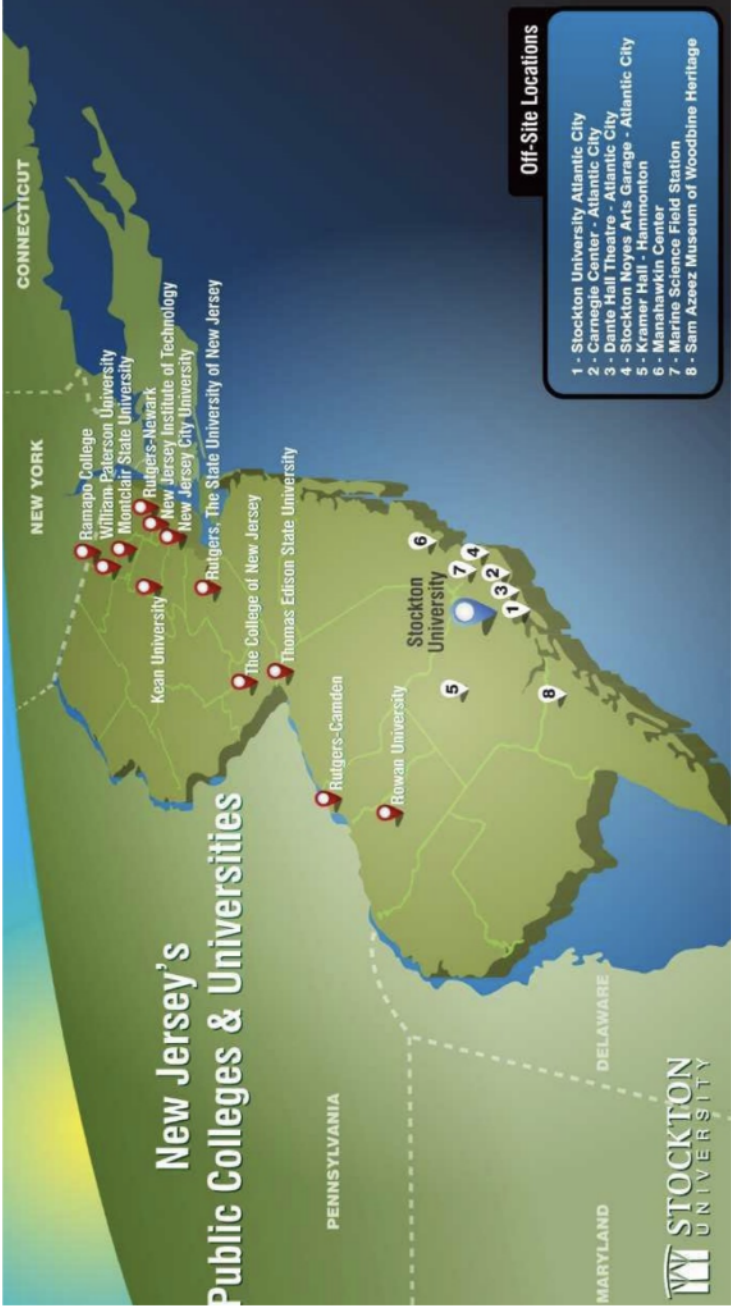 New Jersey's
Public Colleges & Universities
CONNECTICUT
NEW YORK
PENNSYLVANIA
MARYLAND
DELAWARE
Ramapo College
William Paterson University
Montclair State University
Rutgers-Newark
New Jersey Institute of Technology
New Jersey City University
Kean University
Rutgers, The State University of New Jersey
The College of New Jersey
Thomas Edison State University
Rutgers-Camden
Rowan University
Stockton
University
6
7
4
2
3
1
5
8
Off-Site Locations
1 - Stockton University Atlantic City
2 - Carnegie Center - Atlantic City
3 - Dante Hall Theatre - Atlantic City
4 - Stockton Noyes Arts Garage - Atlantic City
5 - Kramer Hall - Hammonton
6 - Manahawkin Center
7 - Marine Science Field Station
8 - Sam Azeez Museum of Woodbine Heritage
STOCKTON
UNIVERSITY